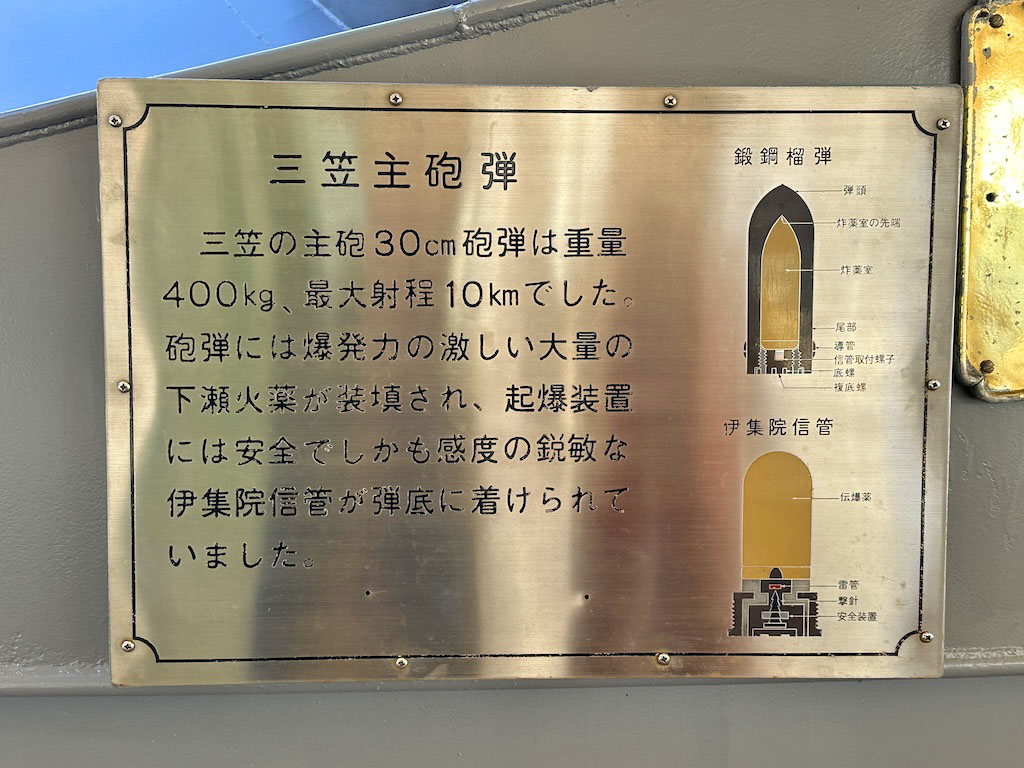 三笠主砲弾
三笠の主砲30cm砲弾は重量
400kg、最大射程10kmでした。
砲弾には爆発力の激しい大量の
下瀬火薬が装填され、起爆装置
には安全でしかも感度の鋭敏な
伊集院信管が弾底に着けられて
いました。
鍛鋼榴弾
弾頭
炸薬室の先端
炸薬室
尾部
導管
信管取付螺子
底螺
複底螺
伊集院信管
伝爆薬
雷管
撃針
安全装置